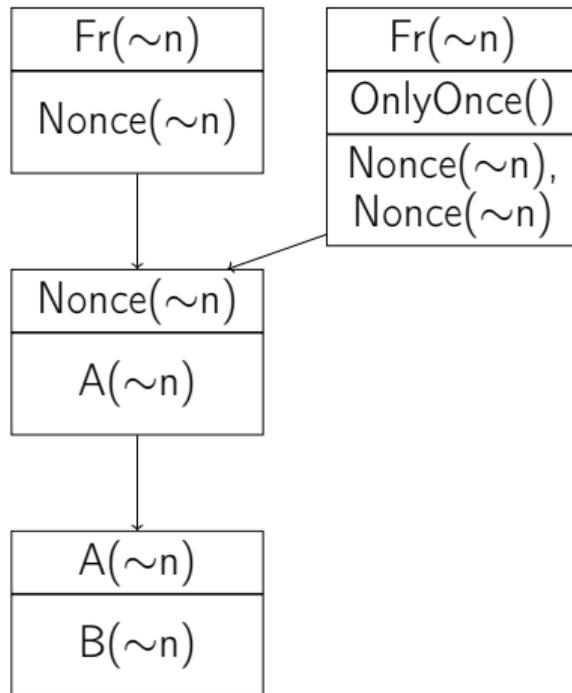 Fr(~n)
Nonce(~n)
Fr(~n)
OnlyOnce()
Nonce(~n),
Nonce(~n)
Nonce(~n)
A(~n)
A(~n)
B(~n)